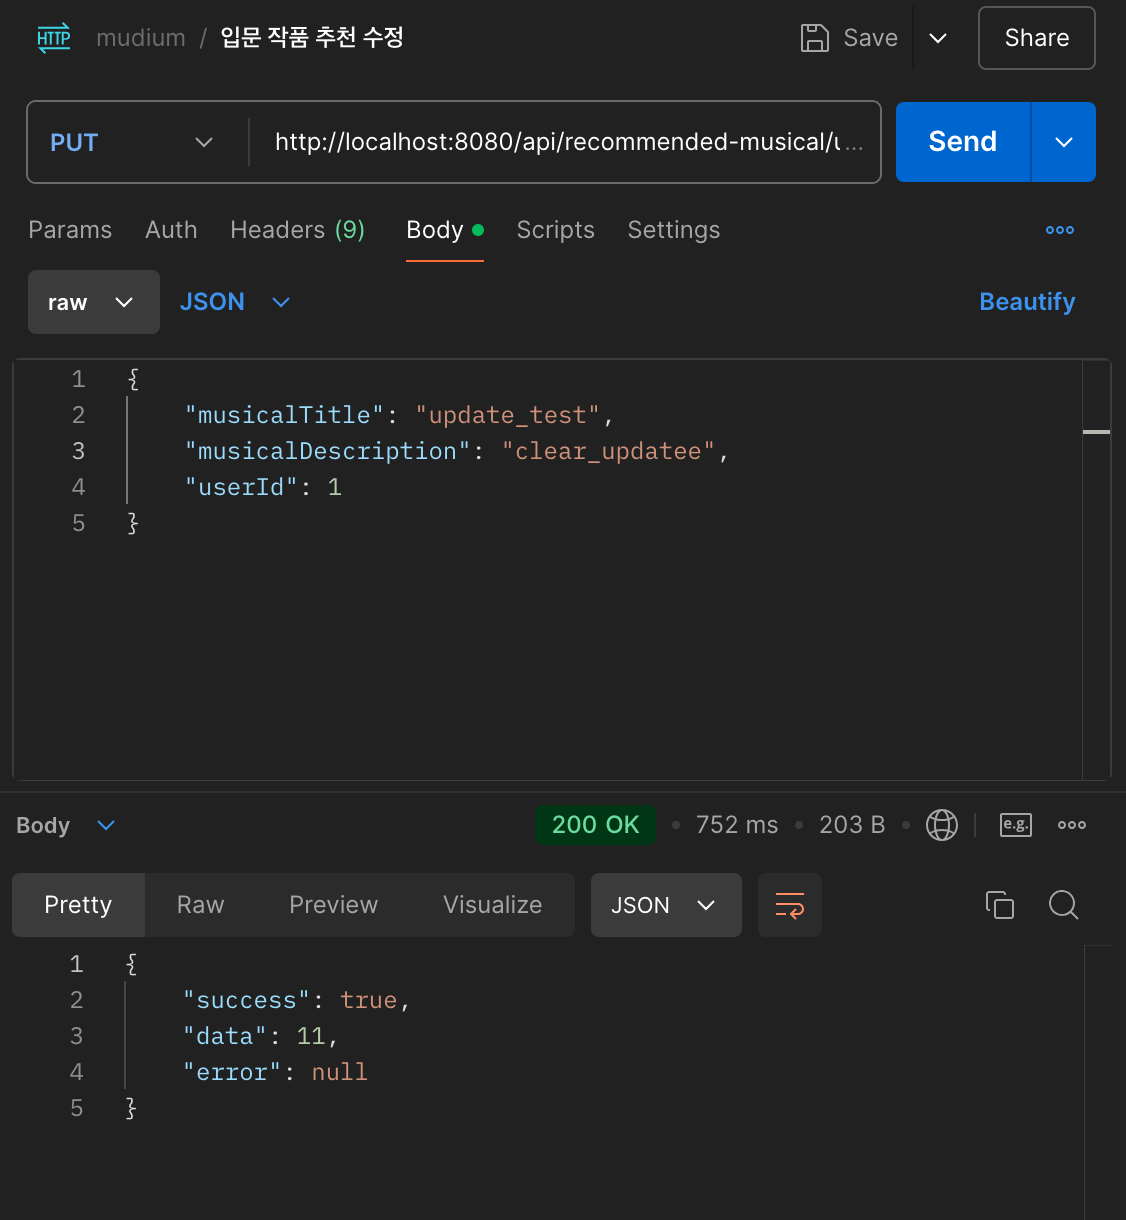 HTTP mudium / 입문 작품 추천 수정 Save Share
PUT http://localhost:8080/api/recommended-musical/u... Send
Params Auth Headers (9) Body Scripts Settings
raw JSON Beautify
1 {
2 "musicalTitle": "update_test",
3 "musicalDescription": "clear_updatee",
4 "userId": 1
5 }
Body 200 OK • 752 ms • 203 B • e.g.
Pretty Raw Preview Visualize JSON
1 {
2 "success": true,
3 "data": 11,
4 "error": null
5 }